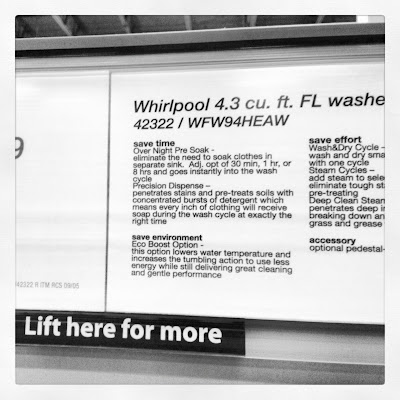 9
Whirlpool 4.3 cu. ft. FL washe
42322 / WFW94HEAW
save time
Over Night Pre Soak -
eliminate the need to soak clothes in
separate sink. Adj. opt of 30 min, 1 hr, or
8 hrs and goes instantly into the wash
cycle
Precision Dispense –
penetrates stains and pre-treats soils with
concentrated bursts of detergent which
means every inch of clothing will receive
soap during the wash cycle at exactly the
right time
save environment
Eco Boost Option -
this option lowers water temperature and
increases the tumbling action to use less
energy while still delivering great cleaning
and gentle performance
save effort
Wash&Dry Cycle –
wash and dry sma
with one cycle
Steam Cycles –
add steam to selec
eliminate tough st
pre-treating
Deep Clean Steam
penetrates deep in
breaking down an
grass and grease
accessory
optional pedestal-
42322 R ITM RCS 09/05
Lift here for more